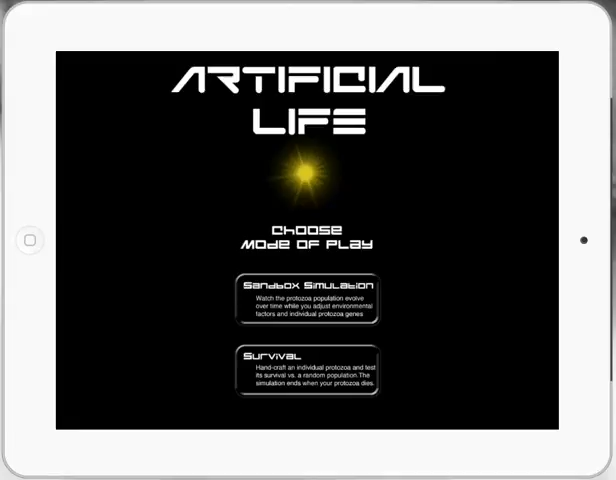 ARTIFICIAL
LIFE
Choose
Mode of Play
Sandbox Simulation
Watch the protozoa population evolve
over time while you adjust environmental
factors and individual protozoa genes
Survival
Hand-craft an individual protozoa and test
its survival vs. a random population.The
simulation ends when your protozoa dies.